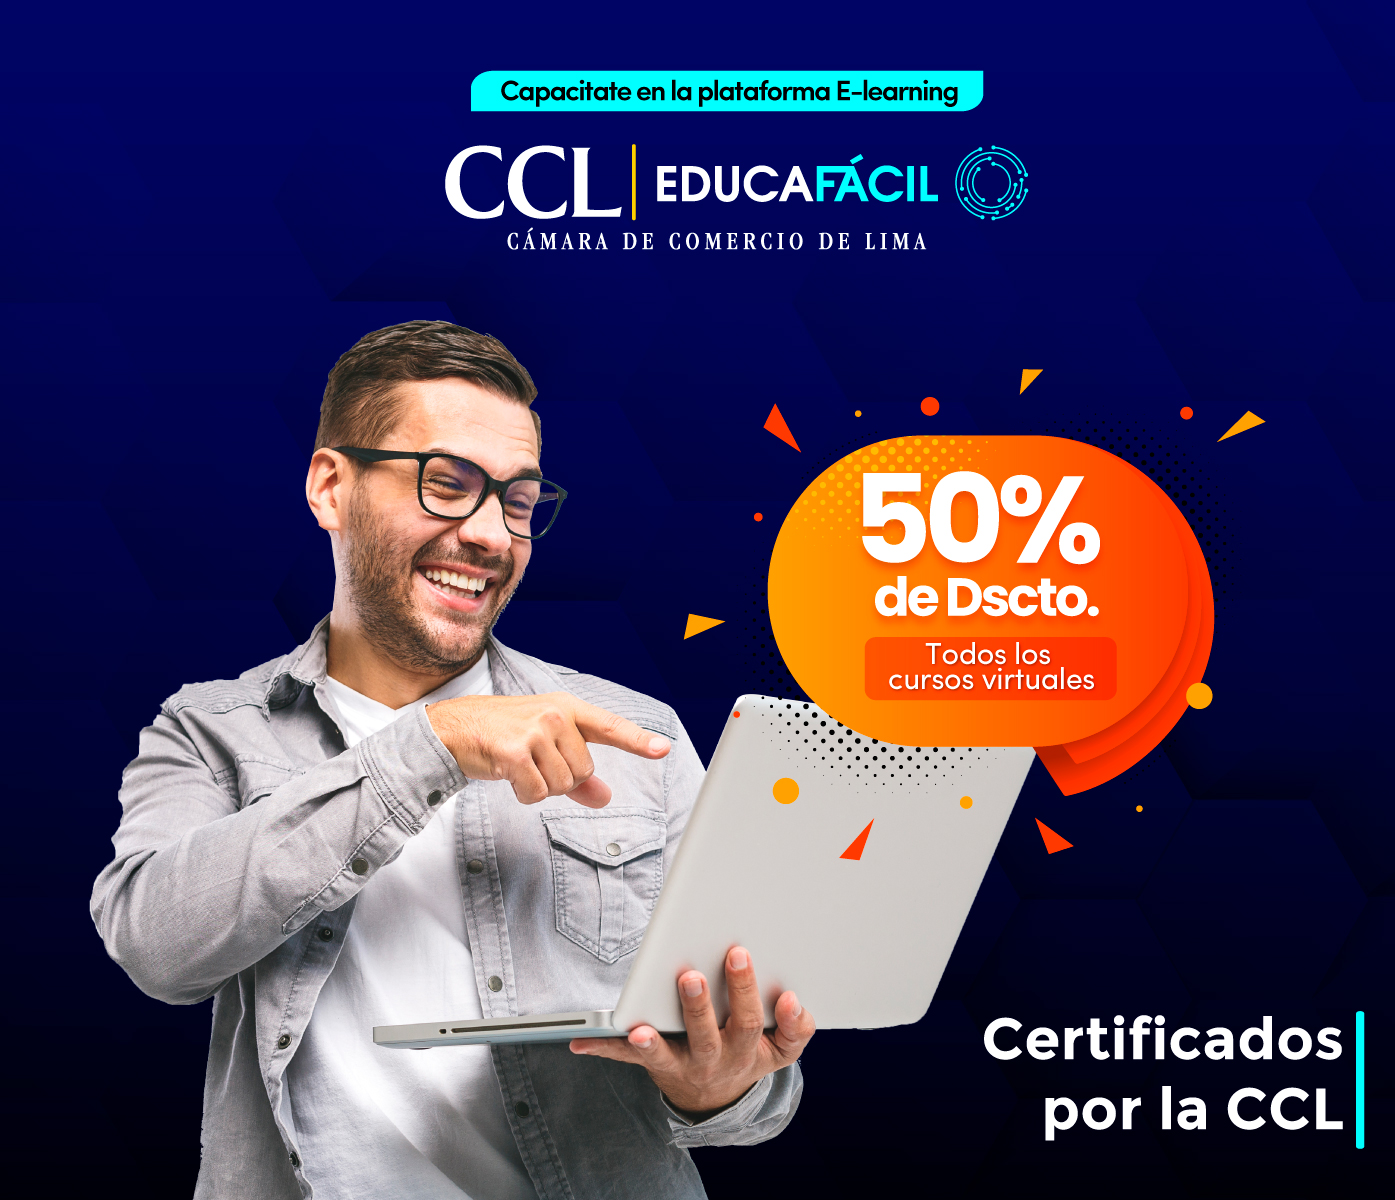 Capacitate en la plataforma E-learning
CCL EDUCAFÁCIL
CÁMARA DE COMERCIO DE LIMA
50%
de Dscto.
Todos los
cursos virtuales
Certificados
por la CCL